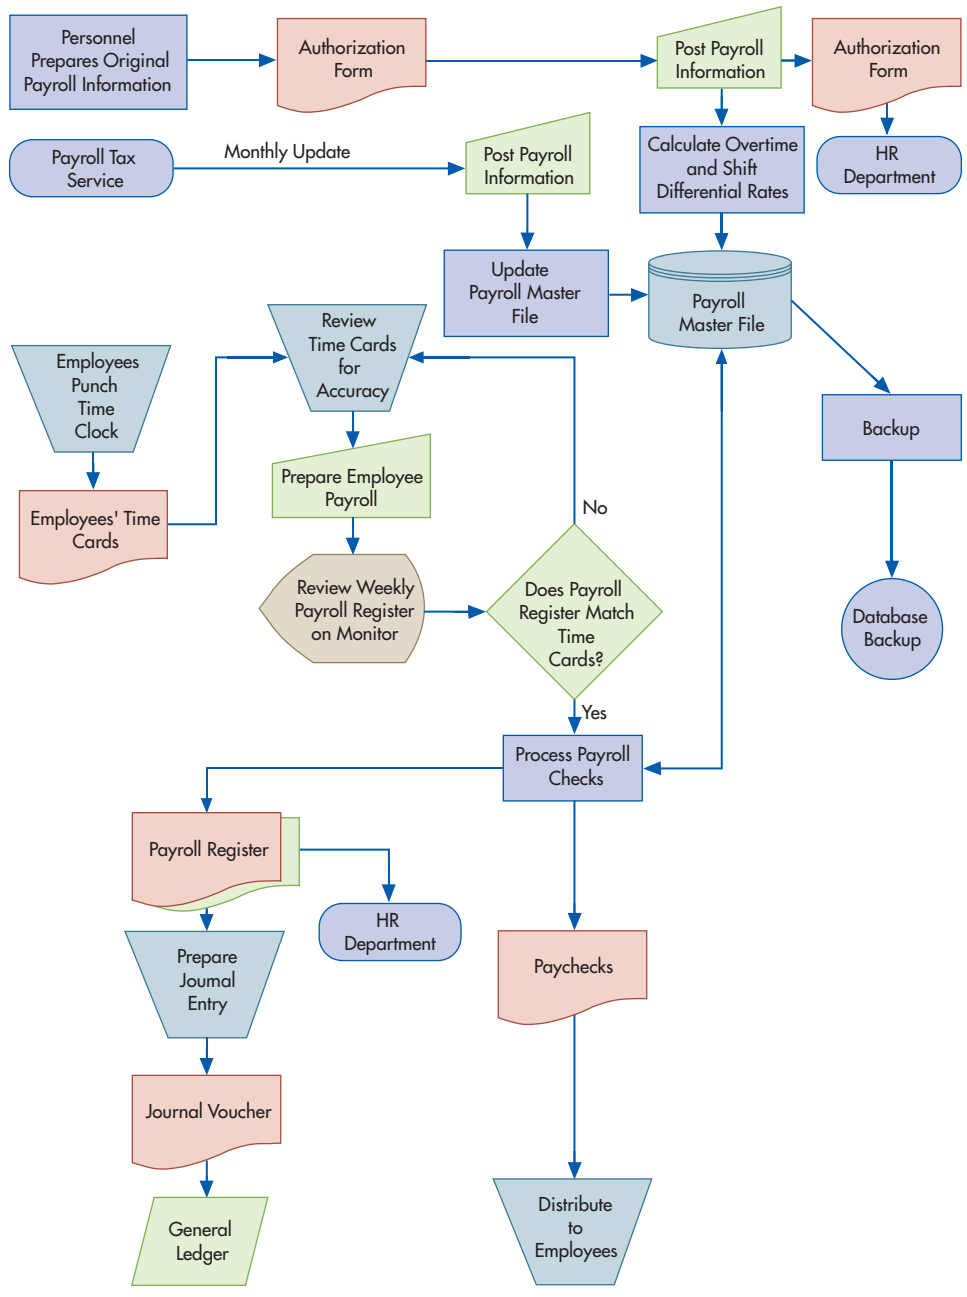 Personnel
Prepares Original
Payroll Information
Authorization
Form
Post Payroll
Information
Authorization
Form
Payroll Tax
Service
Monthly Update
Post Payroll
Information
Calculate Overtime
and Shift
Differential Rates
HR
Department
Update
Payroll Master
File
Payroll
Master File
Review
Time Cards
for
Accuracy
Employees
Punch
Time
Clock
Backup
Prepare Employee
Payroll
No
Employees' Time
Cards
Review Weekly
Payroll Register
on Monitor
Does Payroll
Register Match
Time
Cards?
Database
Backup
Yes
Process Payroll
Checks
Payroll Register
HR
Department
Prepare
Journal
Entry
Paychecks
Journal Voucher
General
Ledger
Distribute
to
Employees